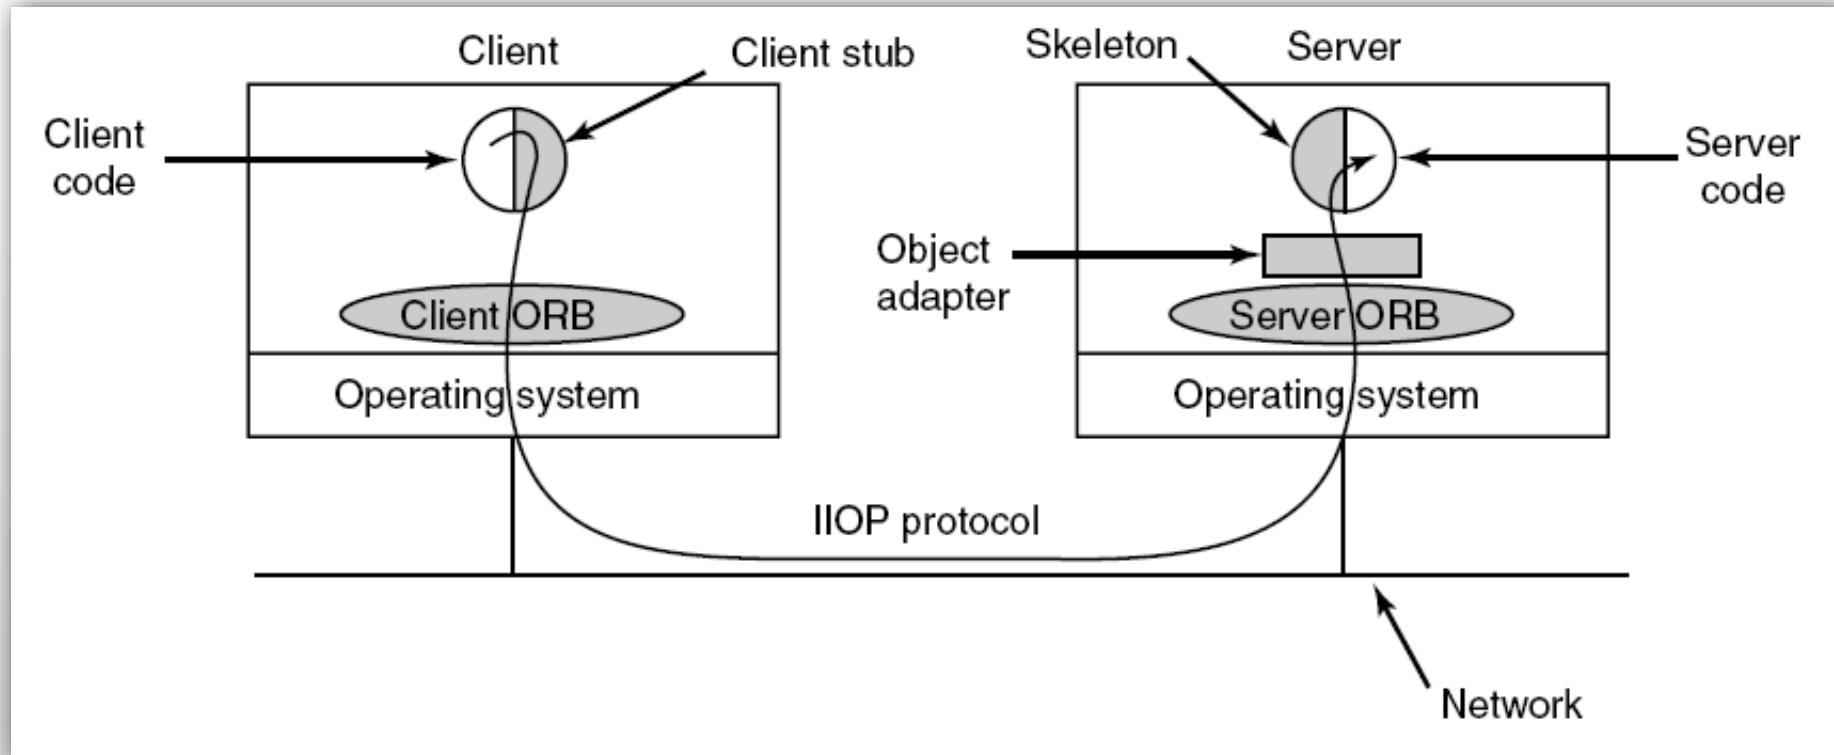 Client
Client stub
Skeleton
Server
Client
code
Server
code
Object
adapter
Client ORB
Server ORB
Operating system
Operating system
IIOP protocol
Network